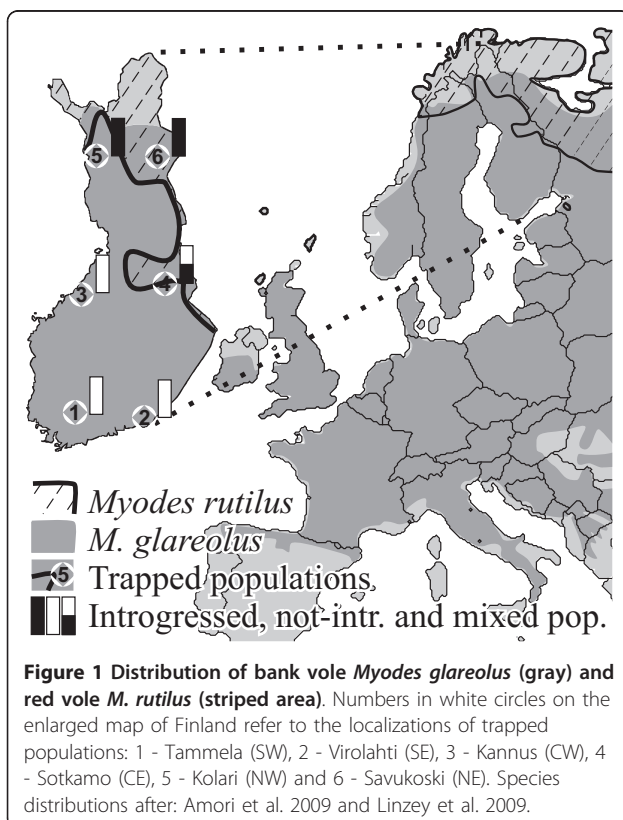 5
6
3
4
1
2
Myodes rutilus
M. glareolus
5 Trapped populations
Introgressed, not-intr. and mixed pop.
Figure 1 Distribution of bank vole Myodes glareolus (gray) and
red vole M. rutilus (striped area). Numbers in white circles on the
enlarged map of Finland refer to the localizations of trapped
populations: 1 - Tammela (SW), 2 - Virolahti (SE), 3 - Kannus (CW), 4
- Sotkamo (CE), 5 - Kolari (NW) and 6 - Savukoski (NE). Species
distributions after: Amori et al. 2009 and Linzey et al. 2009.